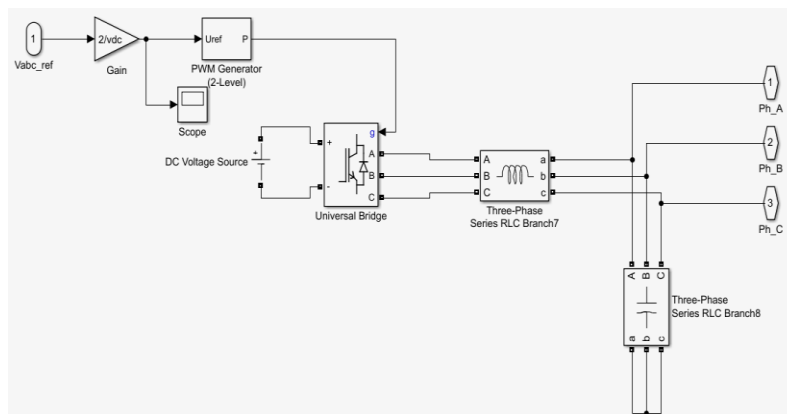 1
Vabc_ref
2/vdc
Gain
Uref P
PWM Generator
(2-Level)
Scope
DC Voltage Source
+
+
-
g
A
B
C
Universal Bridge
A a
B b
C c
Three-Phase
Series RLC Branch7
1
Ph_A
2
Ph_B
3
Ph_C
A B C
a b c
Three-Phase
Series RLC Branch8